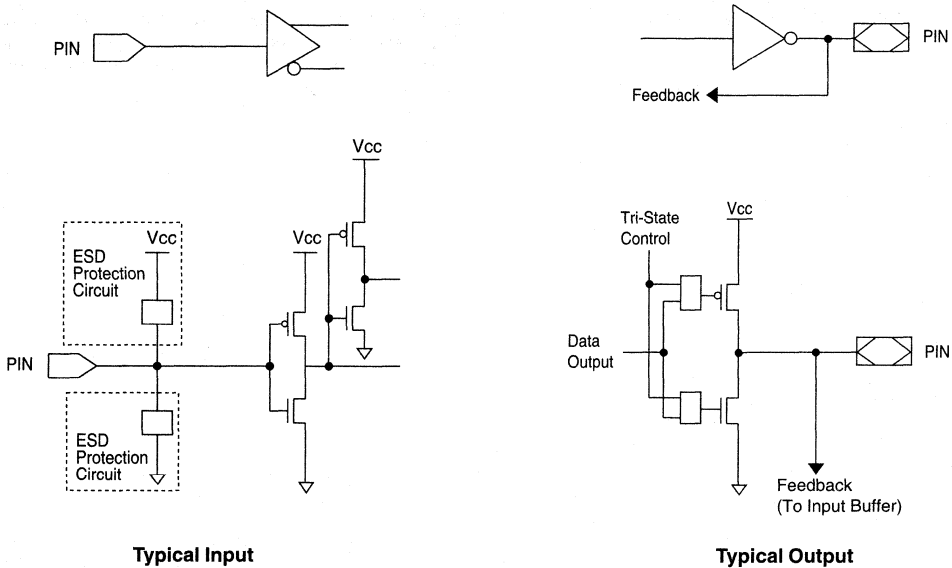 PIN
PIN
Feedback
Vcc
ESD
Protection
Circuit
Vcc
Vcc
PIN
ESD
Protection
Circuit
Typical Input
Tri-State
Control
Vcc
Data
Output
PIN
Feedback
(To Input Buffer)
Typical Output